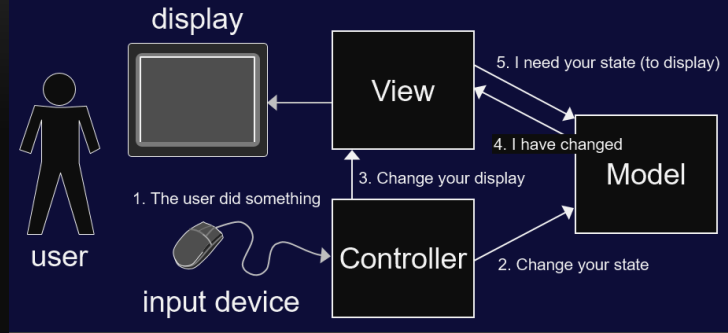 display
View
5. I need your state (to display)
4. I have changed
Model
3. Change your display
1. The user did something
user
Controller
2. Change your state
input device